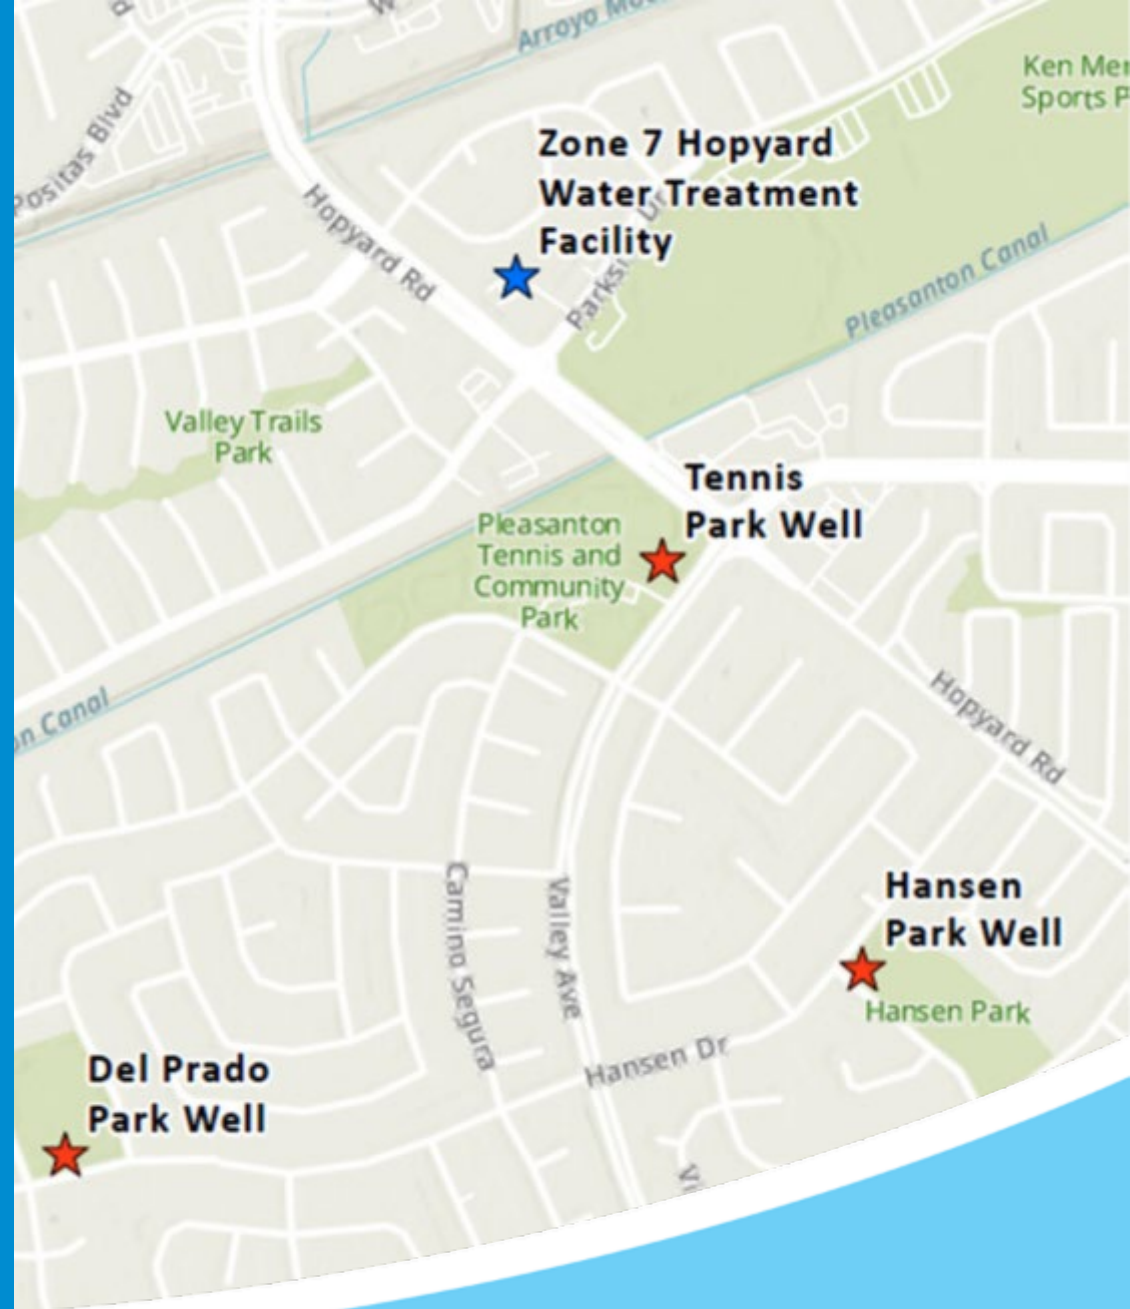 Arroyo
Ken
Sports
Positas Blvd
Zone 7 Hopyard
Water Treatment
Facility
Hopyard Rd
Dr
Pleasanton Canal
Valley Trails
Park
Tennis
Park Well
Pleasanton
Tennis and
Community
Park
Canal
Hopyard Rd
Camino Segura
Valley Ave
Hansen
Park Well
Hansen Park
Hansen Dr
Del Prado
Park Well